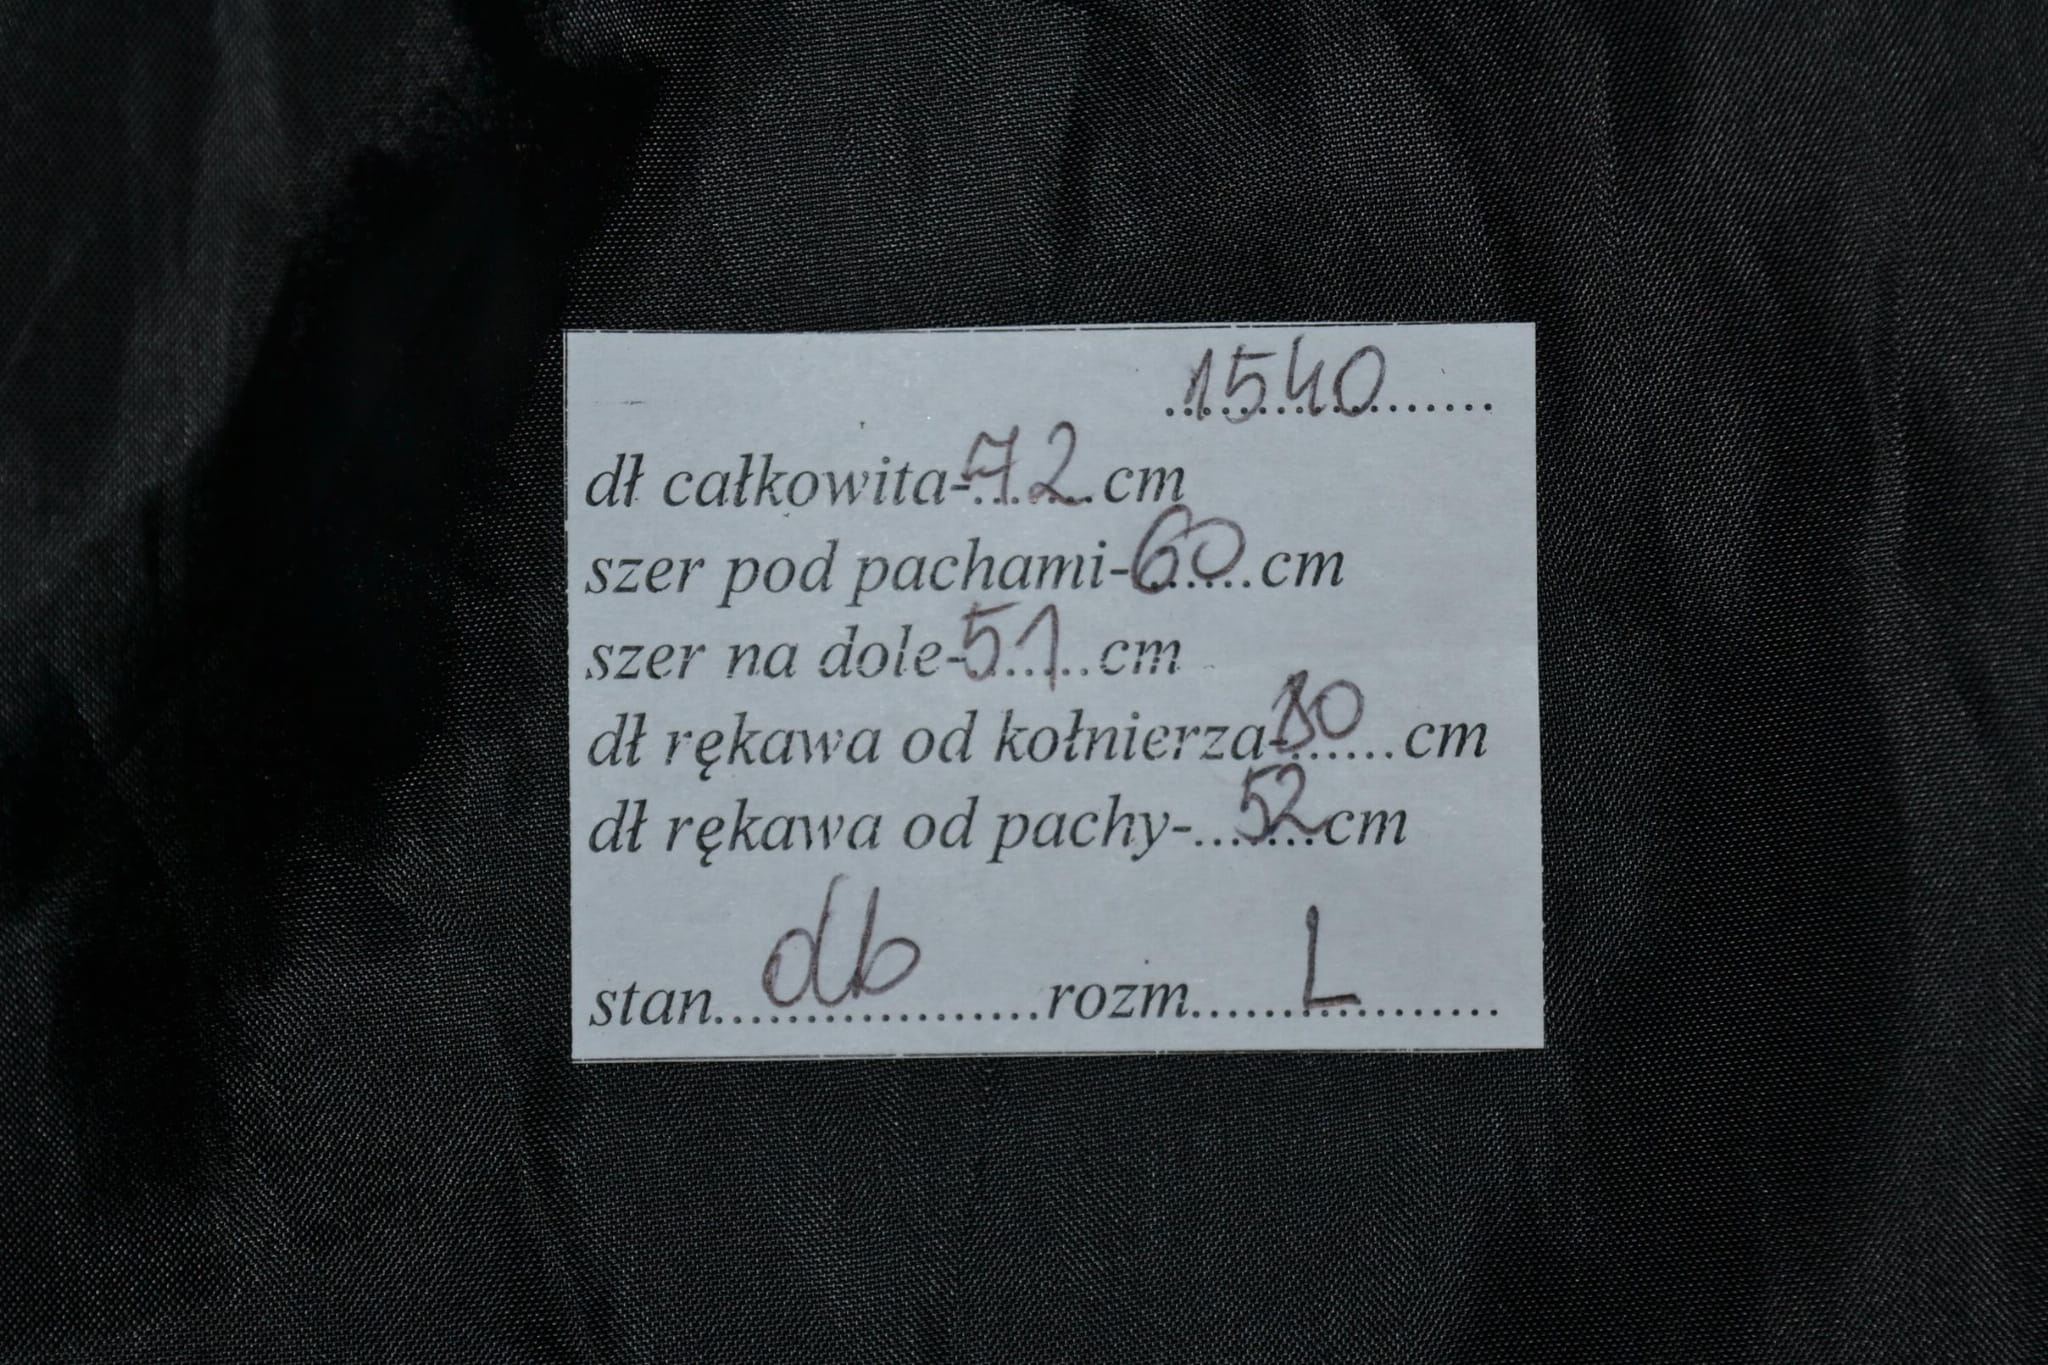 1540
dł całkowita-72cm
szer pod pachami-60cm
szer na dole-51cm
dł rękawa od kołnierza-80cm
dł rękawa od pachy-52cm
stan db rozm L